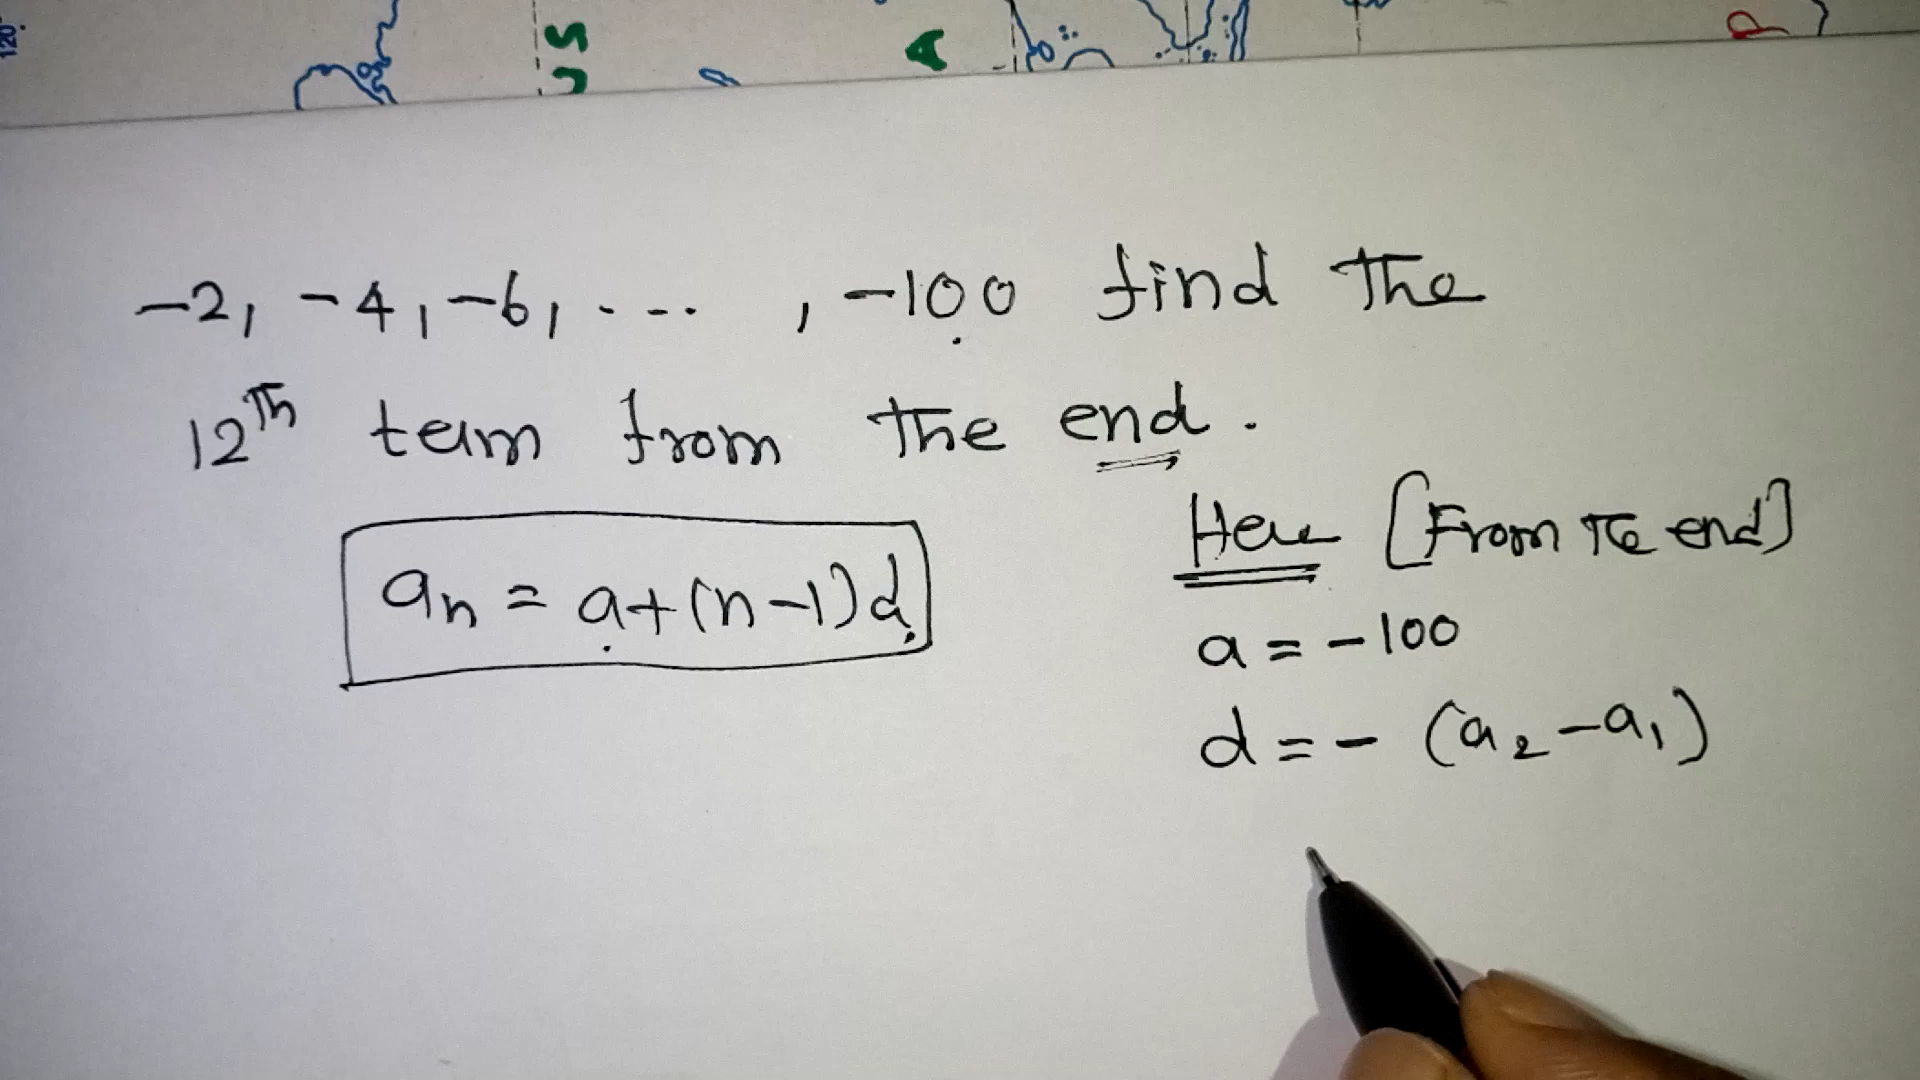 120°
-2, -4, -6, . - .. , -100 find the
12th term from the end.
Here [From the end]
an = a+(n-1)d
a = -100
d = - (a2-a1)